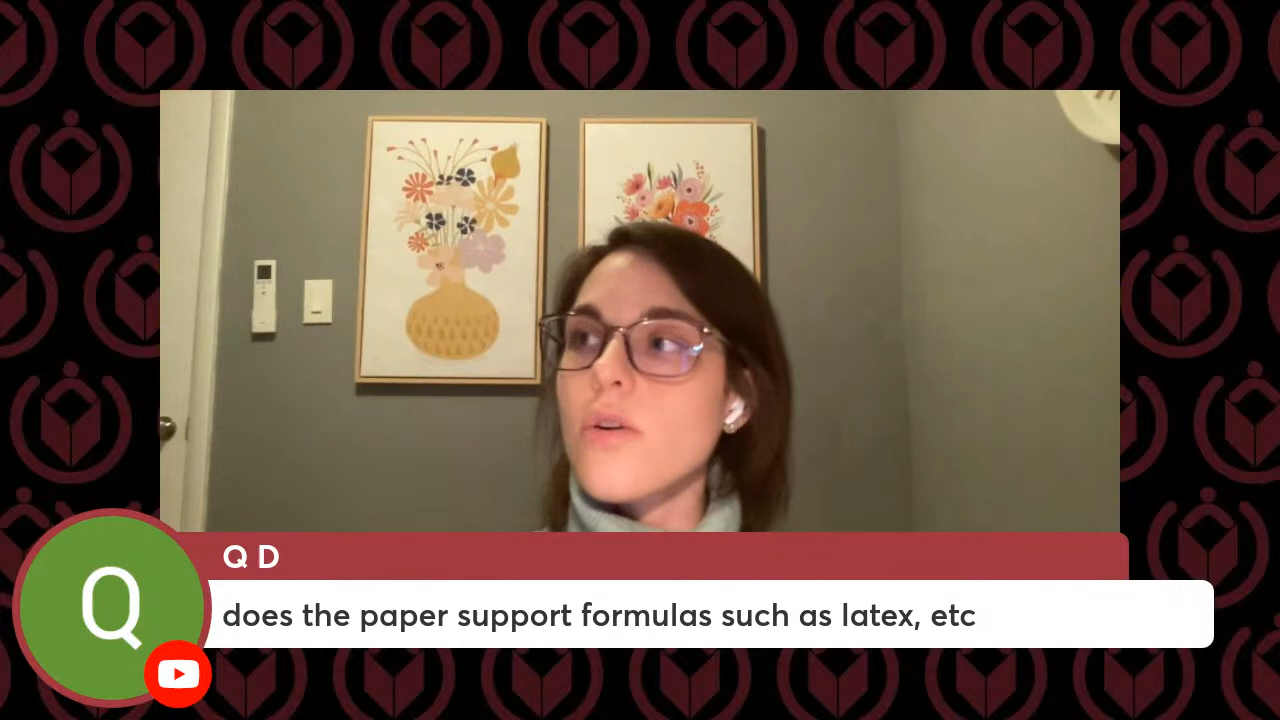 Q D
Q
does the paper support formulas such as latex, etc